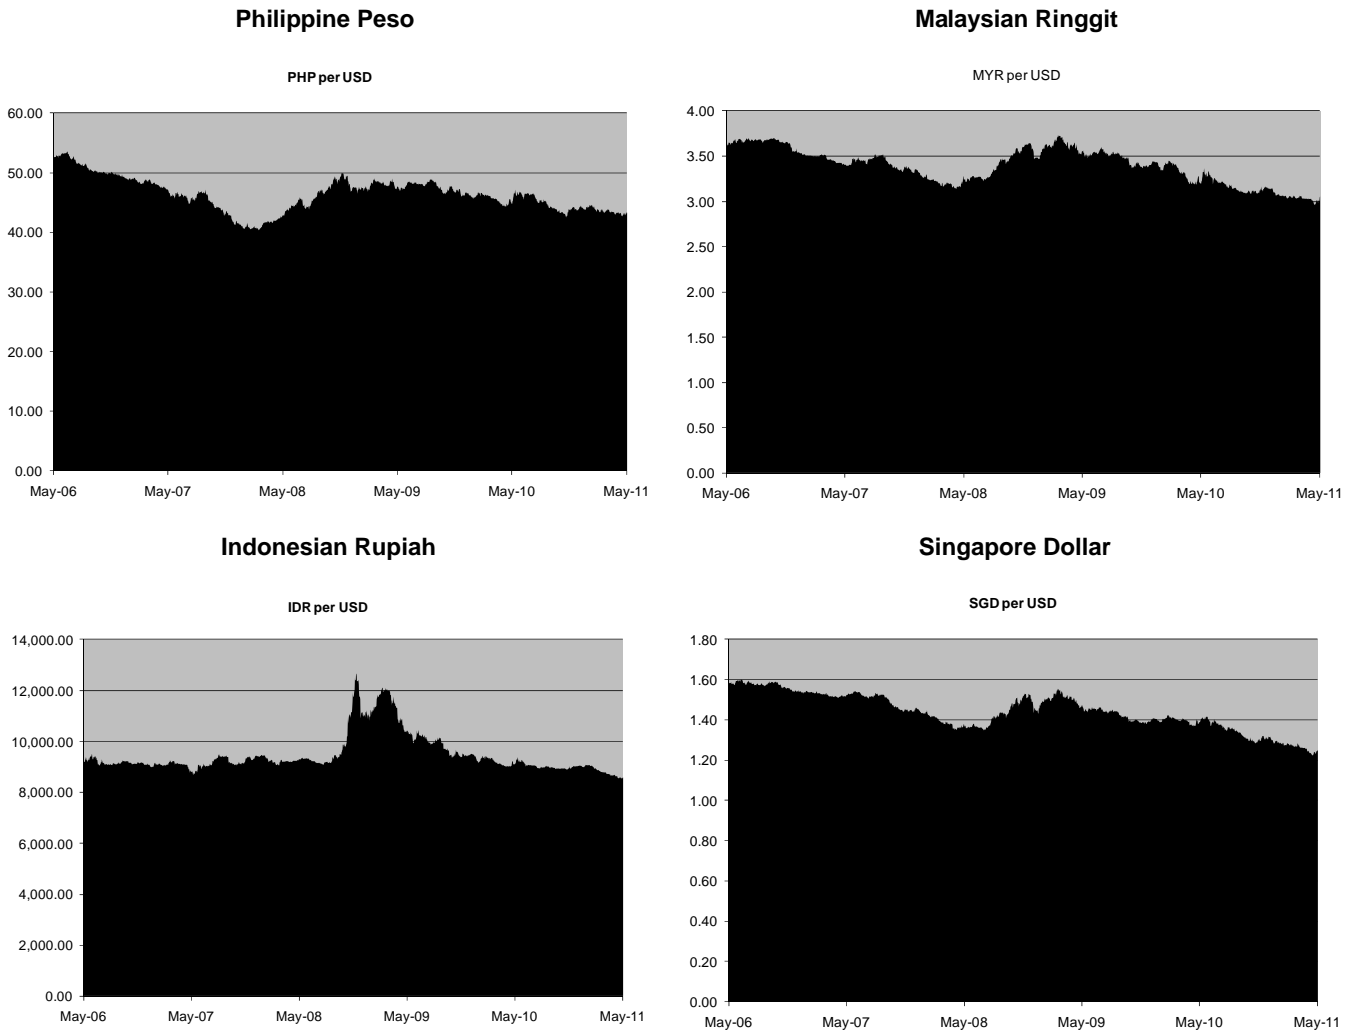 Philippine Peso
PHP per USD
60.00
50.00
40.00
30.00
20.00
10.00
0.00
May-06 May-07 May-08 May-09 May-10 May-11
Malaysian Ringgit
MYR per USD
4.00
3.50
3.00
2.50
2.00
1.50
1.00
0.50
0.00
May-06 May-07 May-08 May-09 May-10 May-11
Indonesian Rupiah
IDR per USD
14,000.00
12,000.00
10,000.00
8,000.00
6,000.00
4,000.00
2,000.00
0.00
May-06 May-07 May-08 May-09 May-10 May-11
Singapore Dollar
SGD per USD
1.80
1.60
1.40
1.20
1.00
0.80
0.60
0.40
0.20
0.00
May-06 May-07 May-08 May-09 May-10 May-11